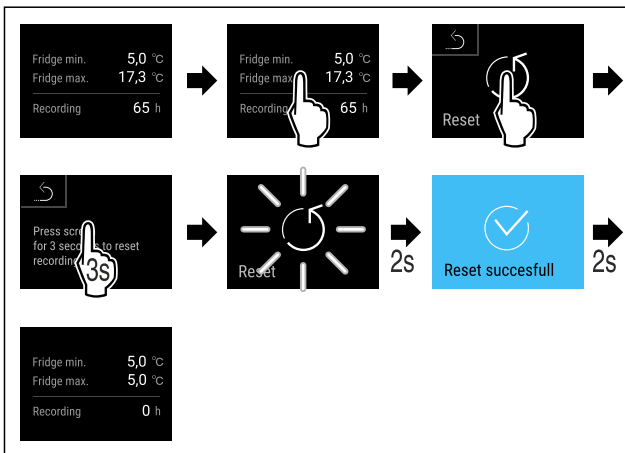 Fridge min. 5,0 °C
Fridge max. 17,3 °C
Recording 65 h
Fridge min. 5,0 °C
Fridge max 17,3 °C
Recording 65 h
Reset
Press scre
for 3 seco s to reset
recordin
3S
Reset
2s
Reset succesfull
2s
Fridge min. 5,0 °C
Fridge max. 5,0 °C
Recording 0 h